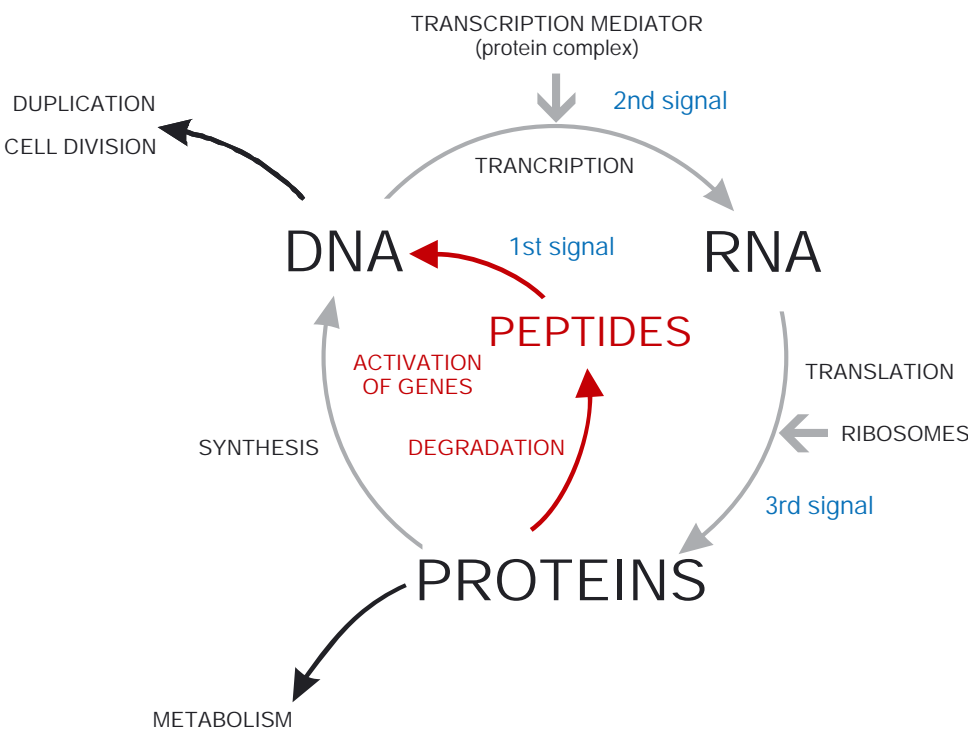 TRANSCRIPTION MEDIATOR
(protein complex)
2nd signal
DUPLICATION
CELL DIVISION
TRANCRIPTION
DNA
1st signal
RNA
PEPTIDES
ACTIVATION
OF GENES
TRANSLATION
SYNTHESIS
DEGRADATION
RIBOSOMES
3rd signal
PROTEINS
METABOLISM